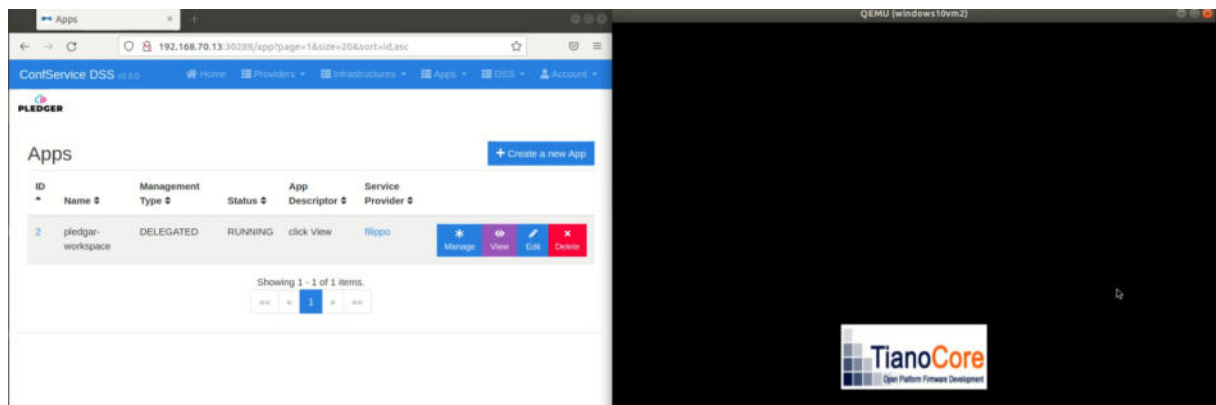 Apps
QEMU (windows10vm2)
192.168.70.13:30288/app?page=1&size=20&sort=id,asc
ConfService DSS v2.6.0 Home Providers Infrastructures Apps DSS Account
PLEDGER
Apps
+ Create a new App
ID Name Management Type Status App Descriptor Service Provider
2 pledgar-workspace DELEGATED RUNNING click View filippo Manage View Edit Delete
Showing 1 - 1 of 1 items.
«« « 1 » »»
TianoCore
Open Platform Firmware Development